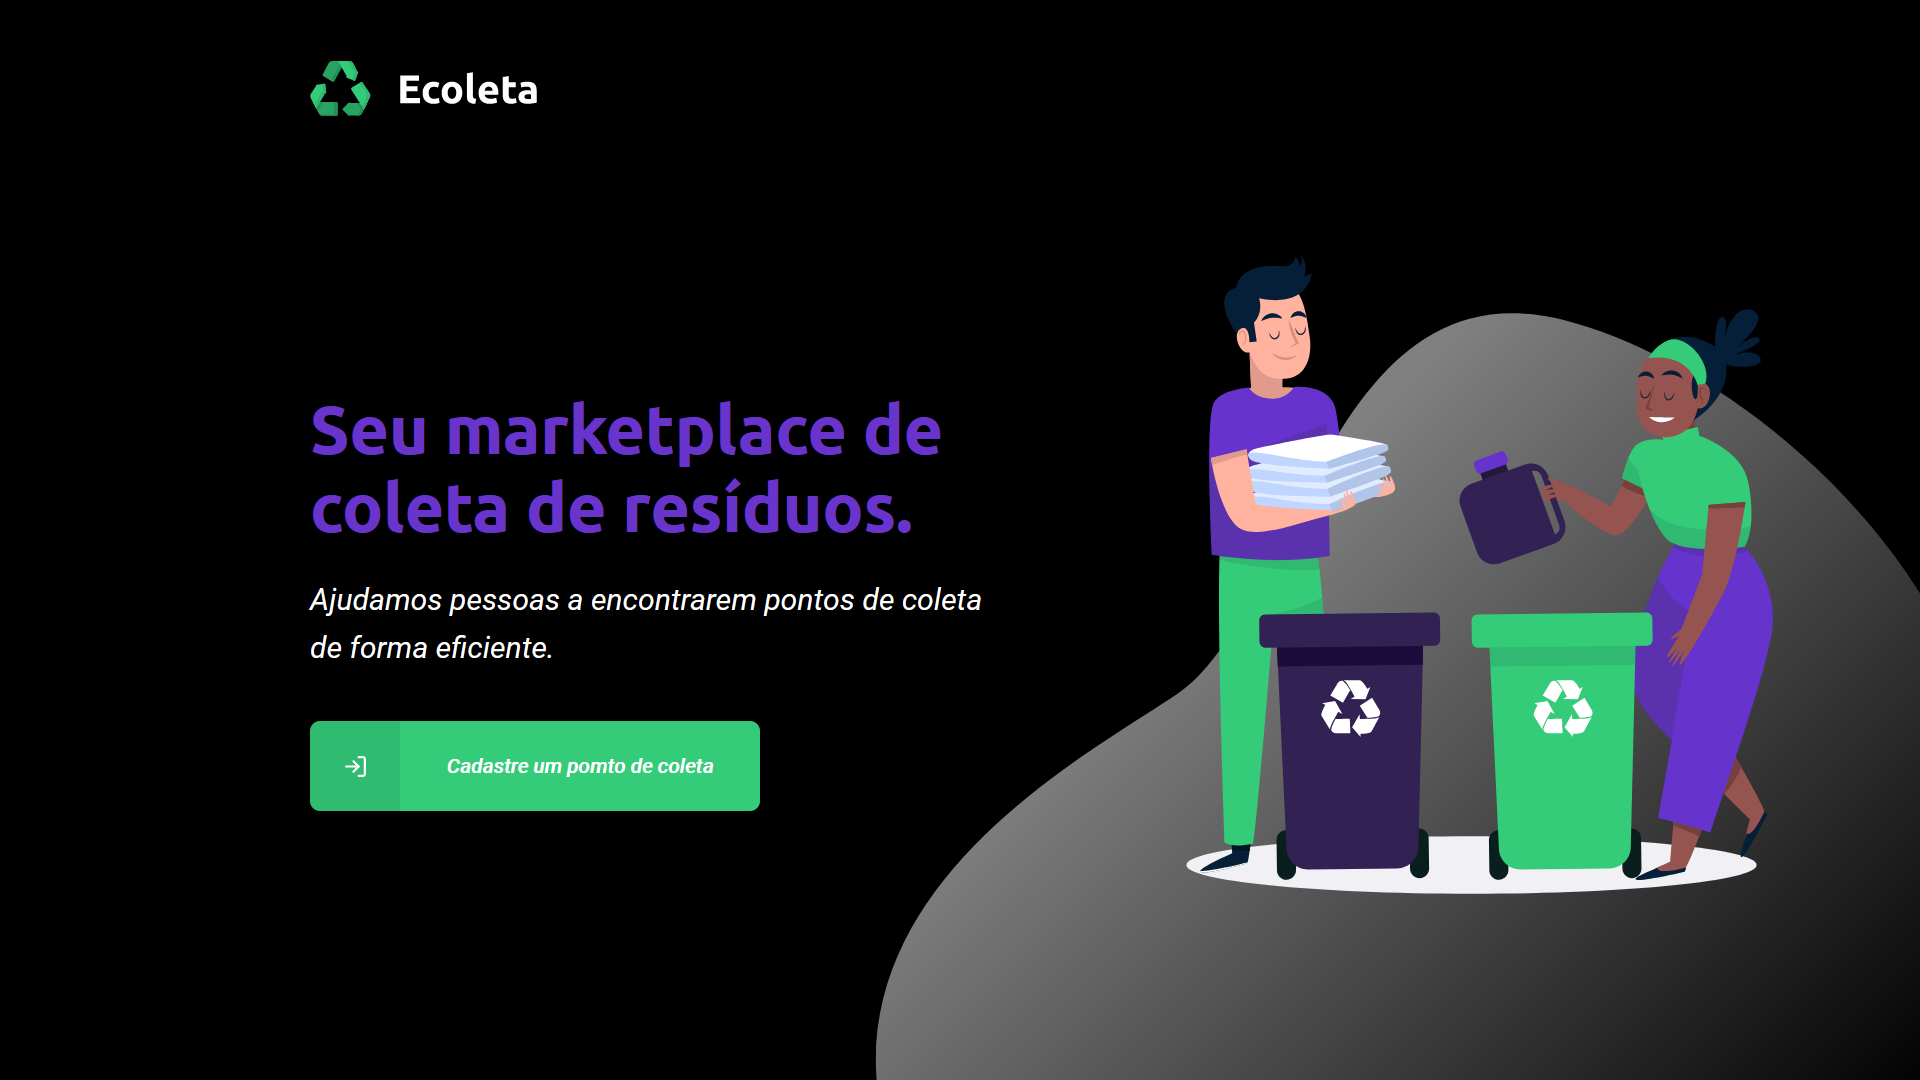 Ecoleta
Seu marketplace de
coleta de resíduos.
Ajudamos pessoas a encontrarem pontos de coleta
de forma eficiente.
Cadastre um pomto de coleta